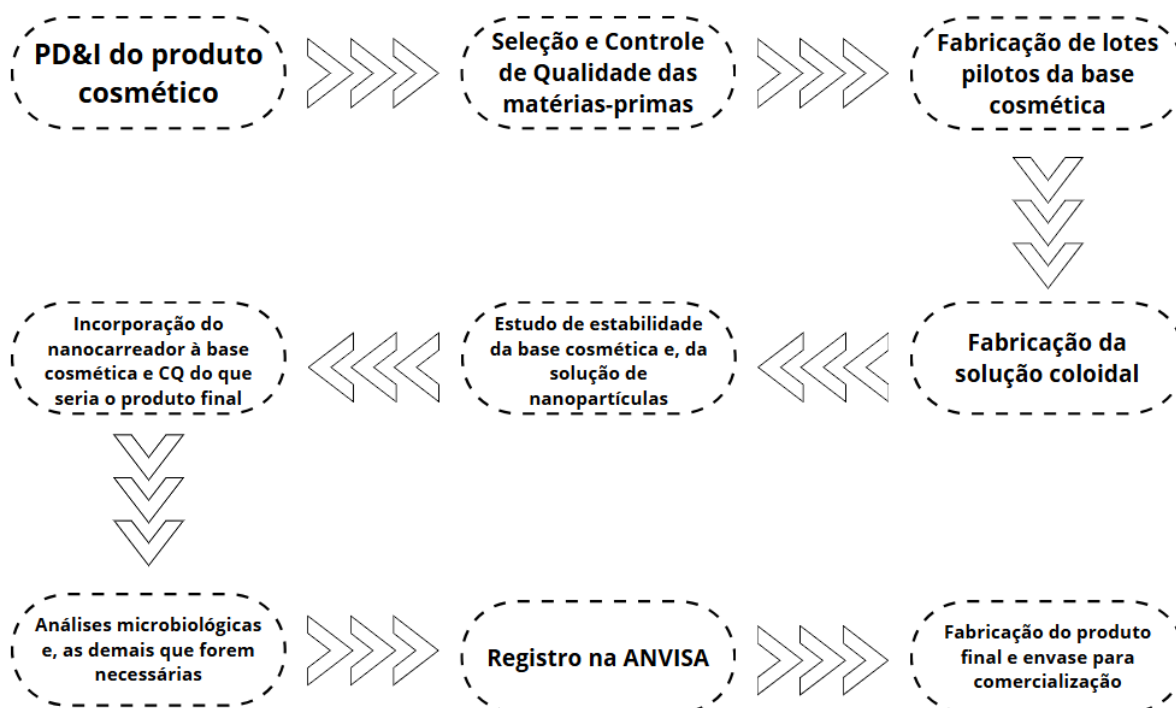 PD&I do produto
cosmético
Seleção e Controle
de Qualidade das
matérias-primas
Fabricação de lotes
pilotos da base
cosmética
Fabricação da
solução coloidal
Estudo de estabilidade
da base cosmética e, da
solução de
nanopartículas
Incorporação do
nanocarreador à base
cosmética e CQ do que
seria o produto final
Análises microbiológicas
e, as demais que forem
necessárias
Registro na ANVISA
Fabricação do produto
final e envase para
comercialização